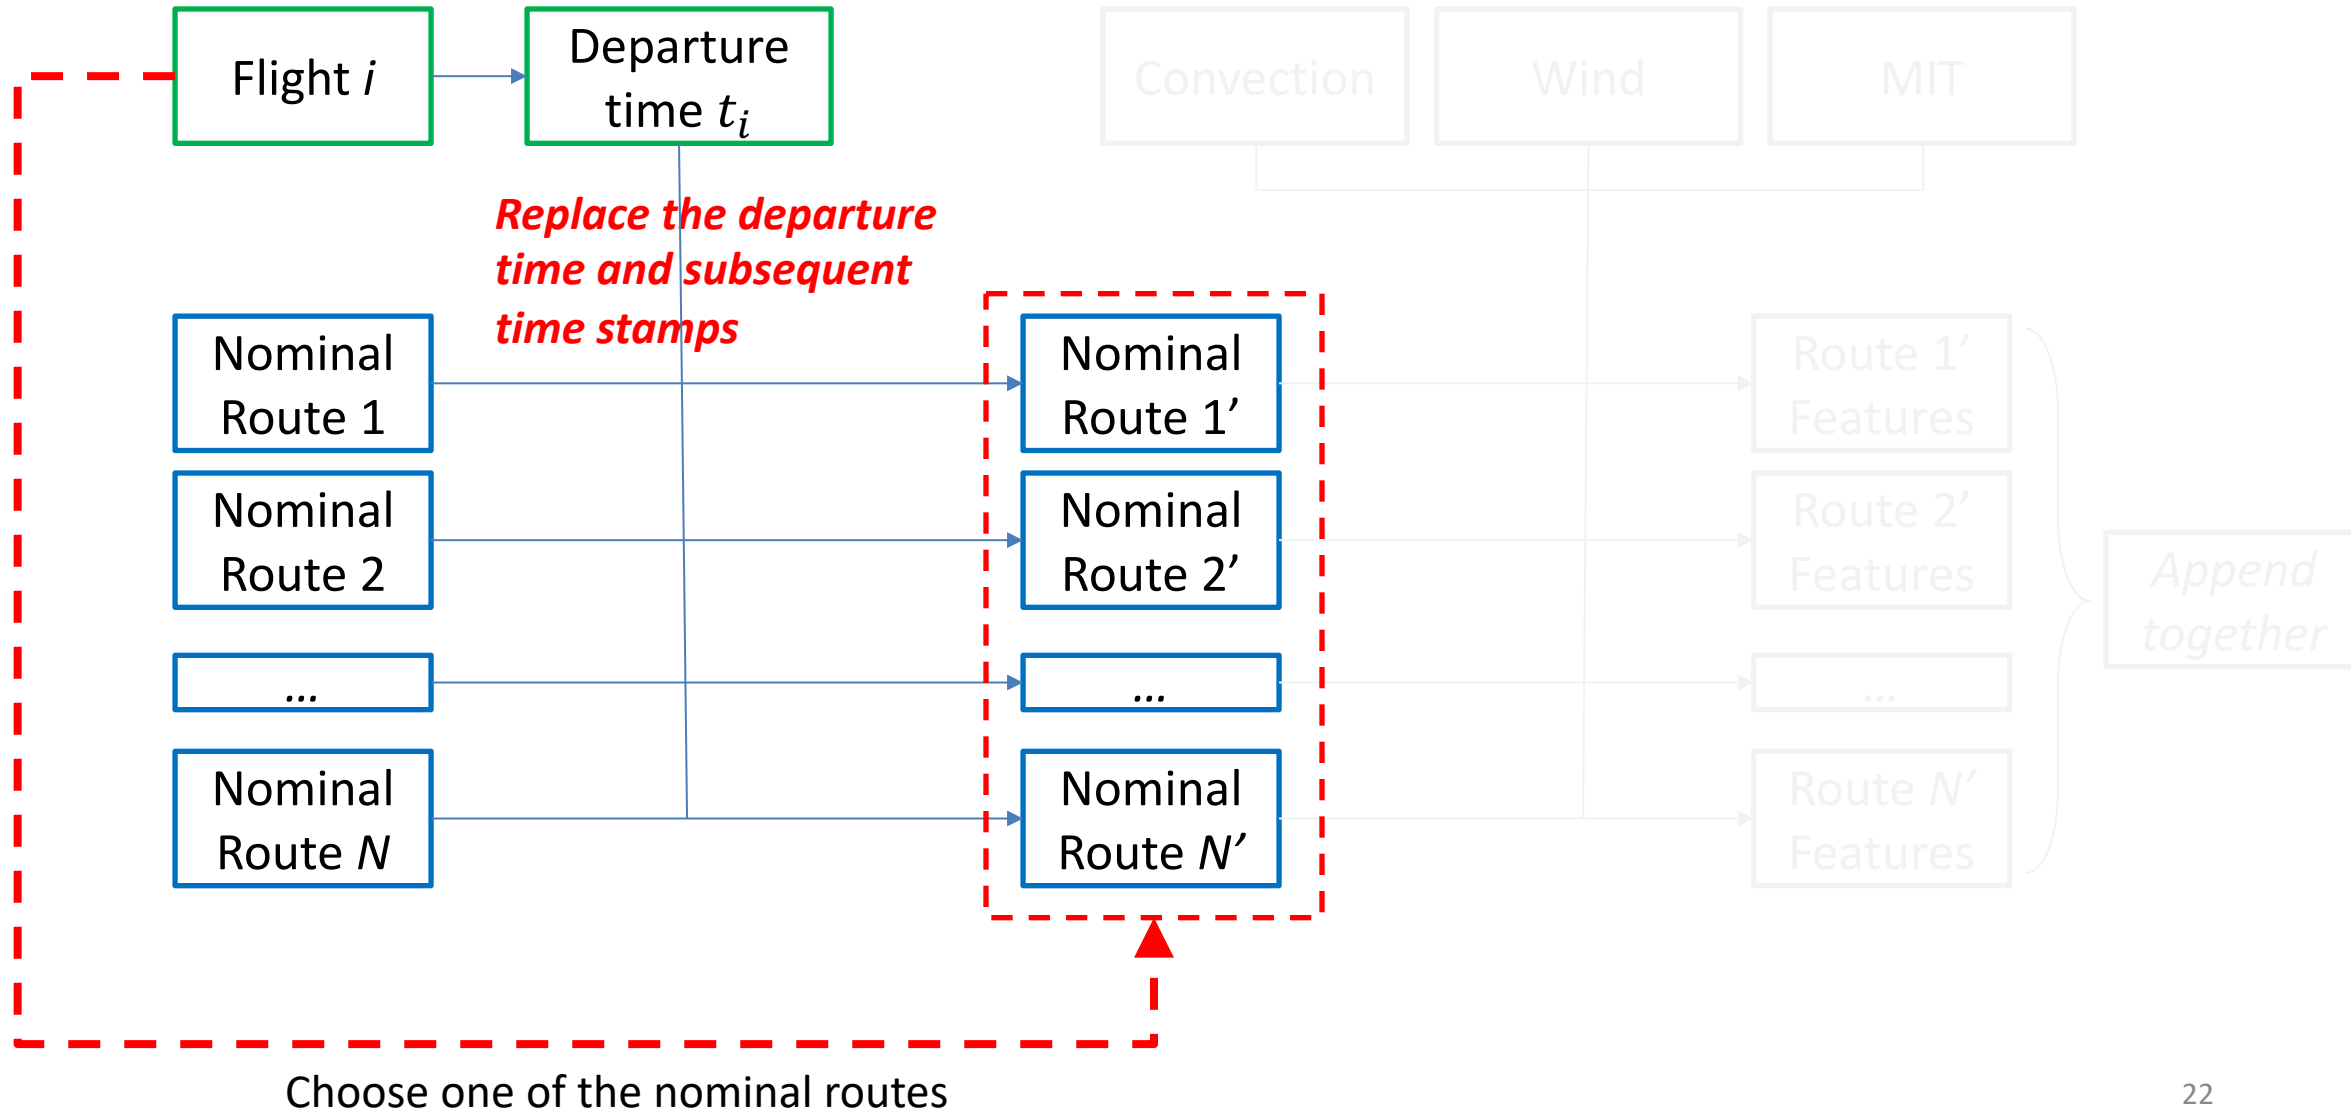 Flight i
Departure
time tᵢ
Convection
Wind
MIT
Replace the departure
time and subsequent
time stamps
Nominal
Route 1
Nominal
Route 1’
Route 1’
Features
Nominal
Route 2
Nominal
Route 2’
Route 2’
Features
Append
together
...
...
...
Nominal
Route N
Nominal
Route N’
Route N’
Features
Choose one of the nominal routes
22